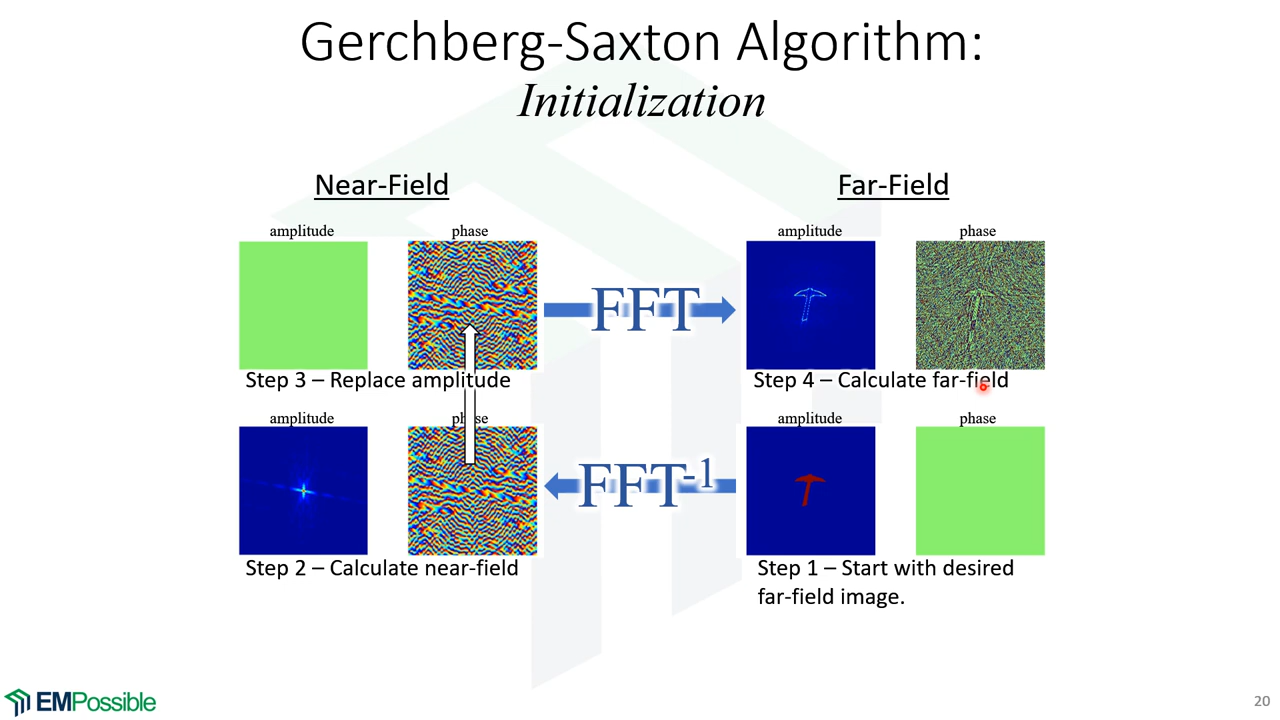 Gerchberg-Saxton Algorithm:
Initialization
Near-Field
Far-Field
amplitude
phase
amplitude
phase
FFT
Step 3 – Replace amplitude
Step 4 – Calculate far-field
amplitude
phase
amplitude
phase
FFT-1
Step 2 – Calculate near-field
Step 1 – Start with desired
far-field image.
EMPossible
20